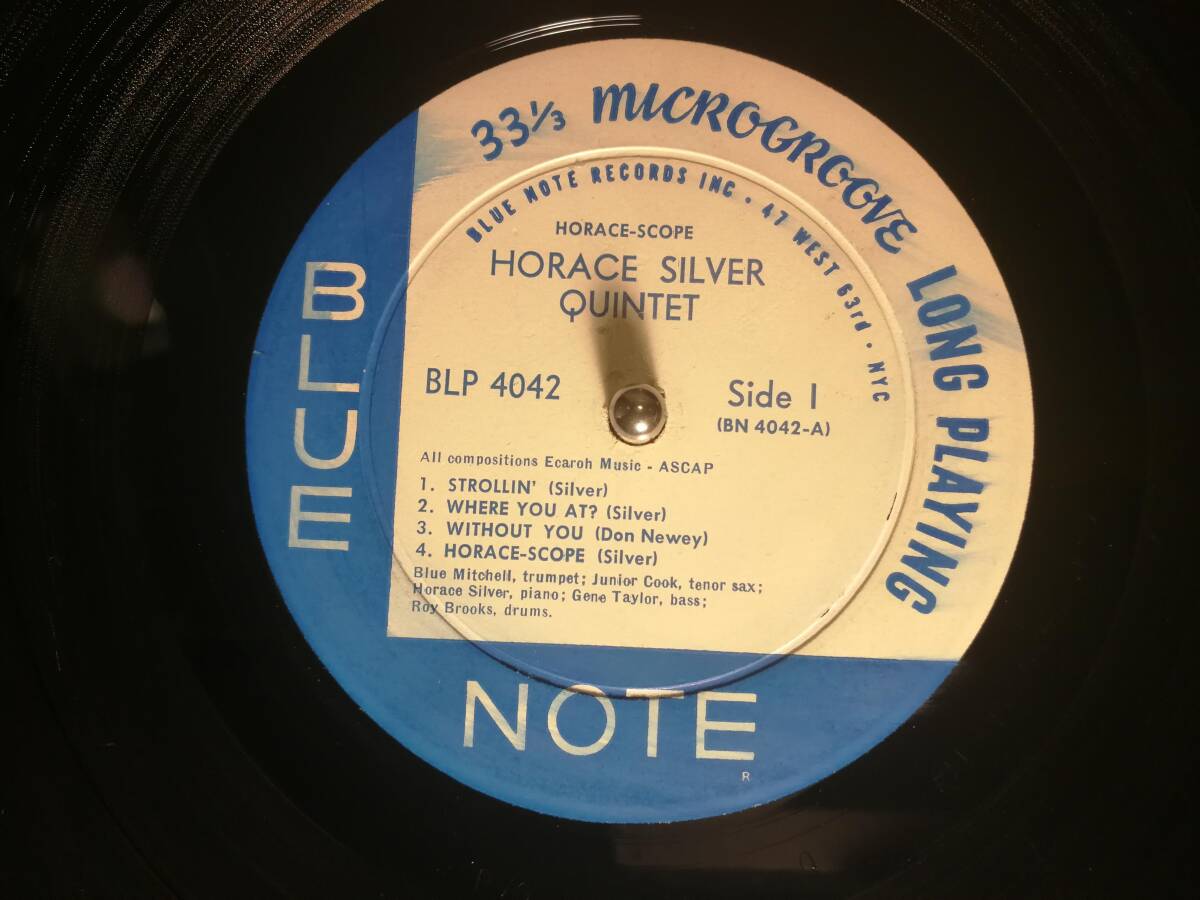 33⅓ MICROGROOVE LONG PLAYING
BLUE NOTE RECORDS INC • 47 WEST 63rd • NYC
HORACE-SCOPE
HORACE SILVER
QUINTET
BLP 4042
Side 1
(BN 4042-A)
All compositions Ecaroh Music - ASCAP
1. STROLLIN' (Silver)
2. WHERE YOU AT? (Silver)
3. WITHOUT YOU (Don Newey)
4. HORACE-SCOPE (Silver)
Blue Mitchell, trumpet; Junior Cook, tenor sax;
Horace Silver, piano; Gene Taylor, bass;
Roy Brooks, drums.
BLUE
NOTE
R